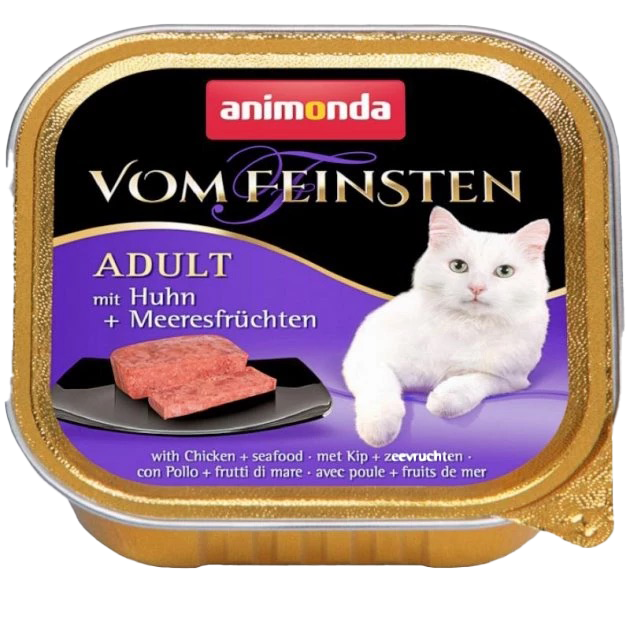 animonda
VOM FEINSTEN
ADULT
mit Huhn
+ Meeresfrüchten
with Chicken + seafood · met Kip + zeevruchten ·
con Pollo + frutti di mare · avec poule + fruits de mer